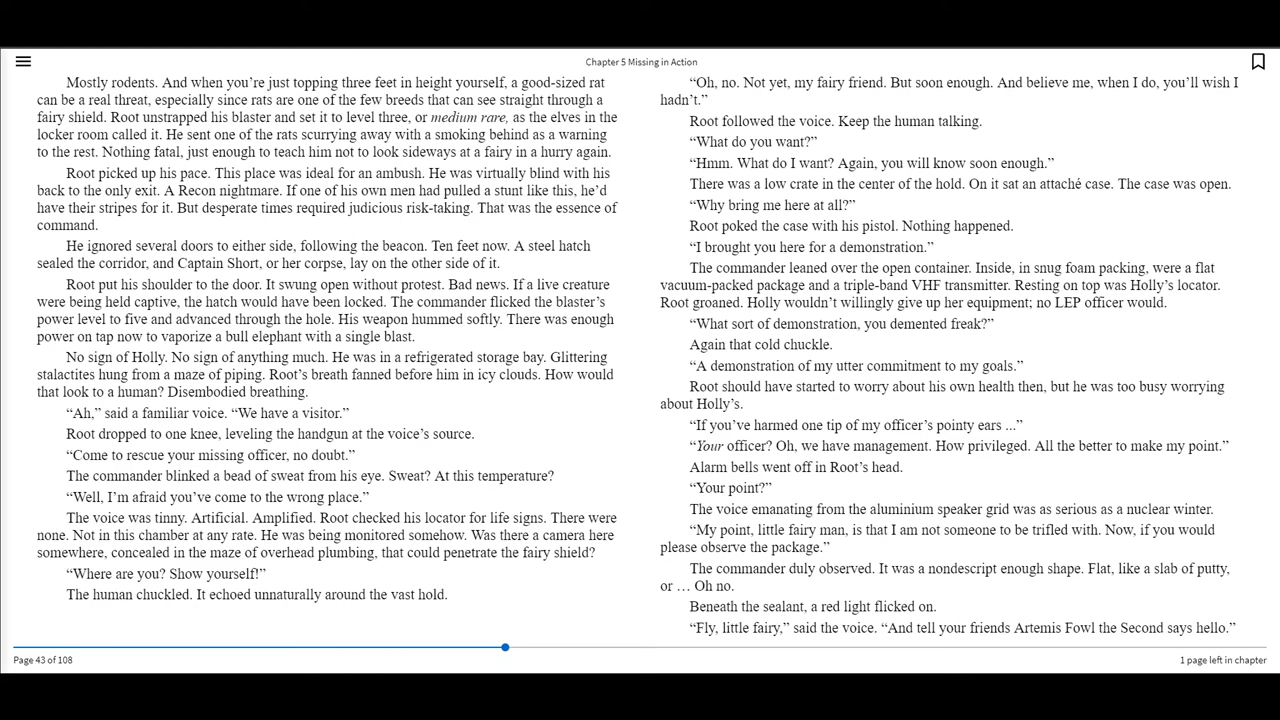 Chapter 5 Missing in Action
Mostly rodents. And when you’re just topping three feet in height yourself, a good-sized rat
can be a real threat, especially since rats are one of the few breeds that can see straight through a
fairy shield. Root unstrapped his blaster and set it to level three, or medium rare, as the elves in the
locker room called it. He sent one of the rats scurrying away with a smoking behind as a warning
to the rest. Nothing fatal, just enough to teach him not to look sideways at a fairy in a hurry again.
Root picked up his pace. This place was ideal for an ambush. He was virtually blind with his
back to the only exit. A Recon nightmare. If one of his own men had pulled a stunt like this, he’d
have their stripes for it. But desperate times required judicious risk-taking. That was the essence of
command.
He ignored several doors to either side, following the beacon. Ten feet now. A steel hatch
sealed the corridor, and Captain Short, or her corpse, lay on the other side of it.
Root put his shoulder to the door. It swung open without protest. Bad news. If a live creature
were being held captive, the hatch would have been locked. The commander flicked the blaster’s
power level to five and advanced through the hole. His weapon hummed softly. There was enough
power on tap now to vaporize a bull elephant with a single blast.
No sign of Holly. No sign of anything much. He was in a refrigerated storage bay. Glittering
stalactites hung from a maze of piping. Root’s breath fanned before him in icy clouds. How would
that look to a human? Disembodied breathing.
“Ah,” said a familiar voice. “We have a visitor.”
Root dropped to one knee, leveling the handgun at the voice’s source.
“Come to rescue your missing officer, no doubt.”
The commander blinked a bead of sweat from his eye. Sweat? At this temperature?
“Well, I’m afraid you’ve come to the wrong place.”
The voice was tinny. Artificial. Amplified. Root checked his locator for life signs. There were
none. Not in this chamber at any rate. He was being monitored somehow. Was there a camera here
somewhere, concealed in the maze of overhead plumbing, that could penetrate the fairy shield?
“Where are you? Show yourself!”
The human chuckled. It echoed unnaturally around the vast hold.
“Oh, no. Not yet, my fairy friend. But soon enough. And believe me, when I do, you’ll wish I
hadn’t.”
Root followed the voice. Keep the human talking.
“What do you want?”
“Hmm. What do I want? Again, you will know soon enough.”
There was a low crate in the center of the hold. On it sat an attaché case. The case was open.
“Why bring me here at all?”
Root poked the case with his pistol. Nothing happened.
“I brought you here for a demonstration.”
The commander leaned over the open container. Inside, in snug foam packing, were a flat
vacuum-packed package and a triple-band VHF transmitter. Resting on top was Holly’s locator.
Root groaned. Holly wouldn’t willingly give up her equipment; no LEP officer would.
“What sort of demonstration, you demented freak?”
Again that cold chuckle.
“A demonstration of my utter commitment to my goals.”
Root should have started to worry about his own health then, but he was too busy worrying
about Holly’s.
“If you’ve harmed one tip of my officer’s pointy ears ...”
“Your officer? Oh, we have management. How privileged. All the better to make my point.”
Alarm bells went off in Root’s head.
“Your point?”
The voice emanating from the aluminium speaker grid was as serious as a nuclear winter.
“My point, little fairy man, is that I am not someone to be trifled with. Now, if you would
please observe the package.”
The commander duly observed. It was a nondescript enough shape. Flat, like a slab of putty,
or … Oh no.
Beneath the sealant, a red light flicked on.
“Fly, little fairy,” said the voice. “And tell your friends Artemis Fowl the Second says hello.”
Page 43 of 108
1 page left in chapter